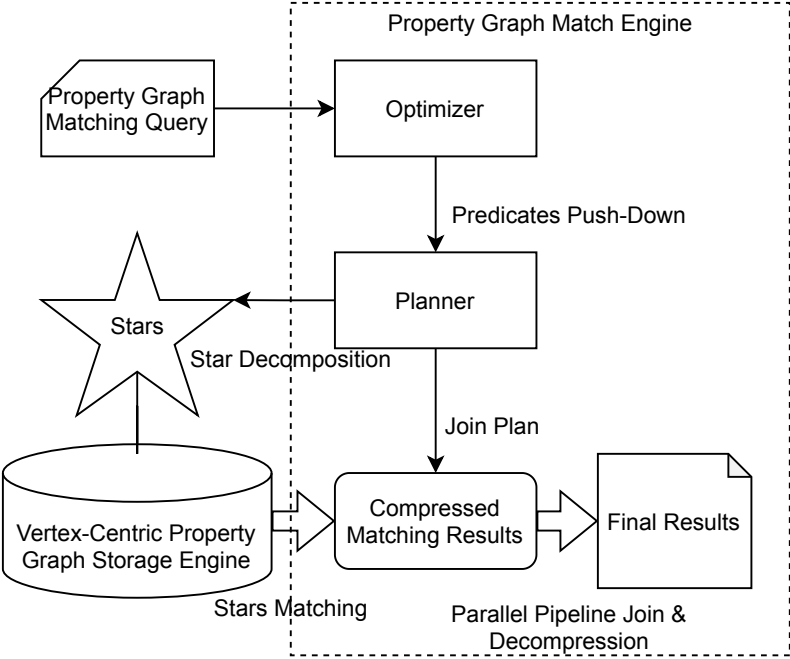 Property Graph Match Engine
Property Graph
Matching Query
Optimizer
Predicates Push-Down
Planner
Stars
Star Decomposition
Join Plan
Vertex-Centric Property
Graph Storage Engine
Compressed
Matching Results
Final Results
Stars Matching
Parallel Pipeline Join &
Decompression